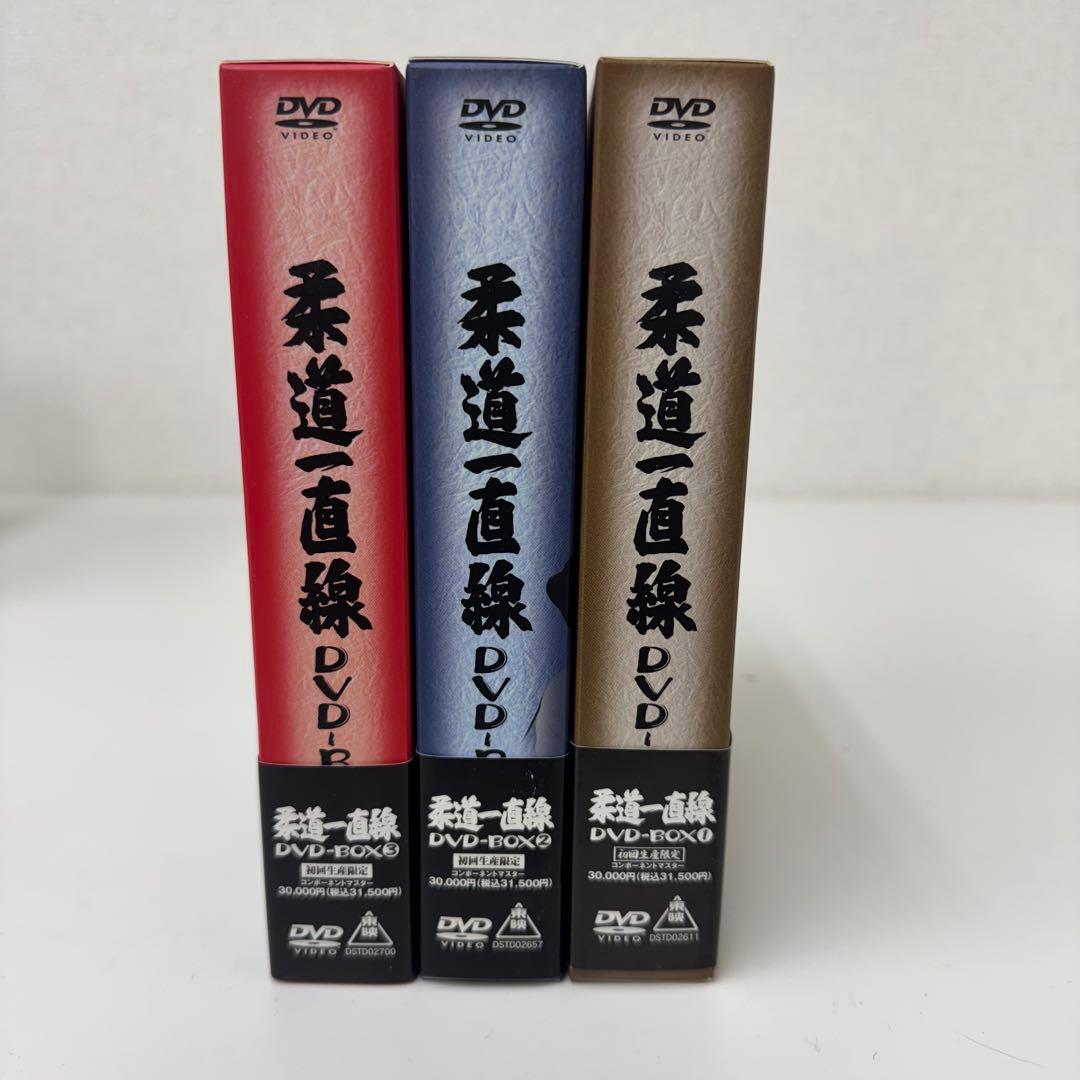 DVD
VIDEO
柔道一直線
DVD-B
柔道一直線
DVD-BOX3
初回生産限定
コンポーネントマスター
30,000円(税込31,500円)
DVD
VIDEO
東映
DSTD02700
DVD
VIDEO
柔道一直線
DVD-B
柔道一直線
DVD-BOX2
初回生産限定
コンポーネントマスター
30,000円(税込31,500円)
DVD
VIDEO
東映
DSTD02657
DVD
VIDEO
柔道一直線
DVD-
柔道一直線
DVD-BOX1
初回生産限定
コンポーネントマスター
30,000円(税込31,500円)
DVD
VIDEO
東映
DSTD02611